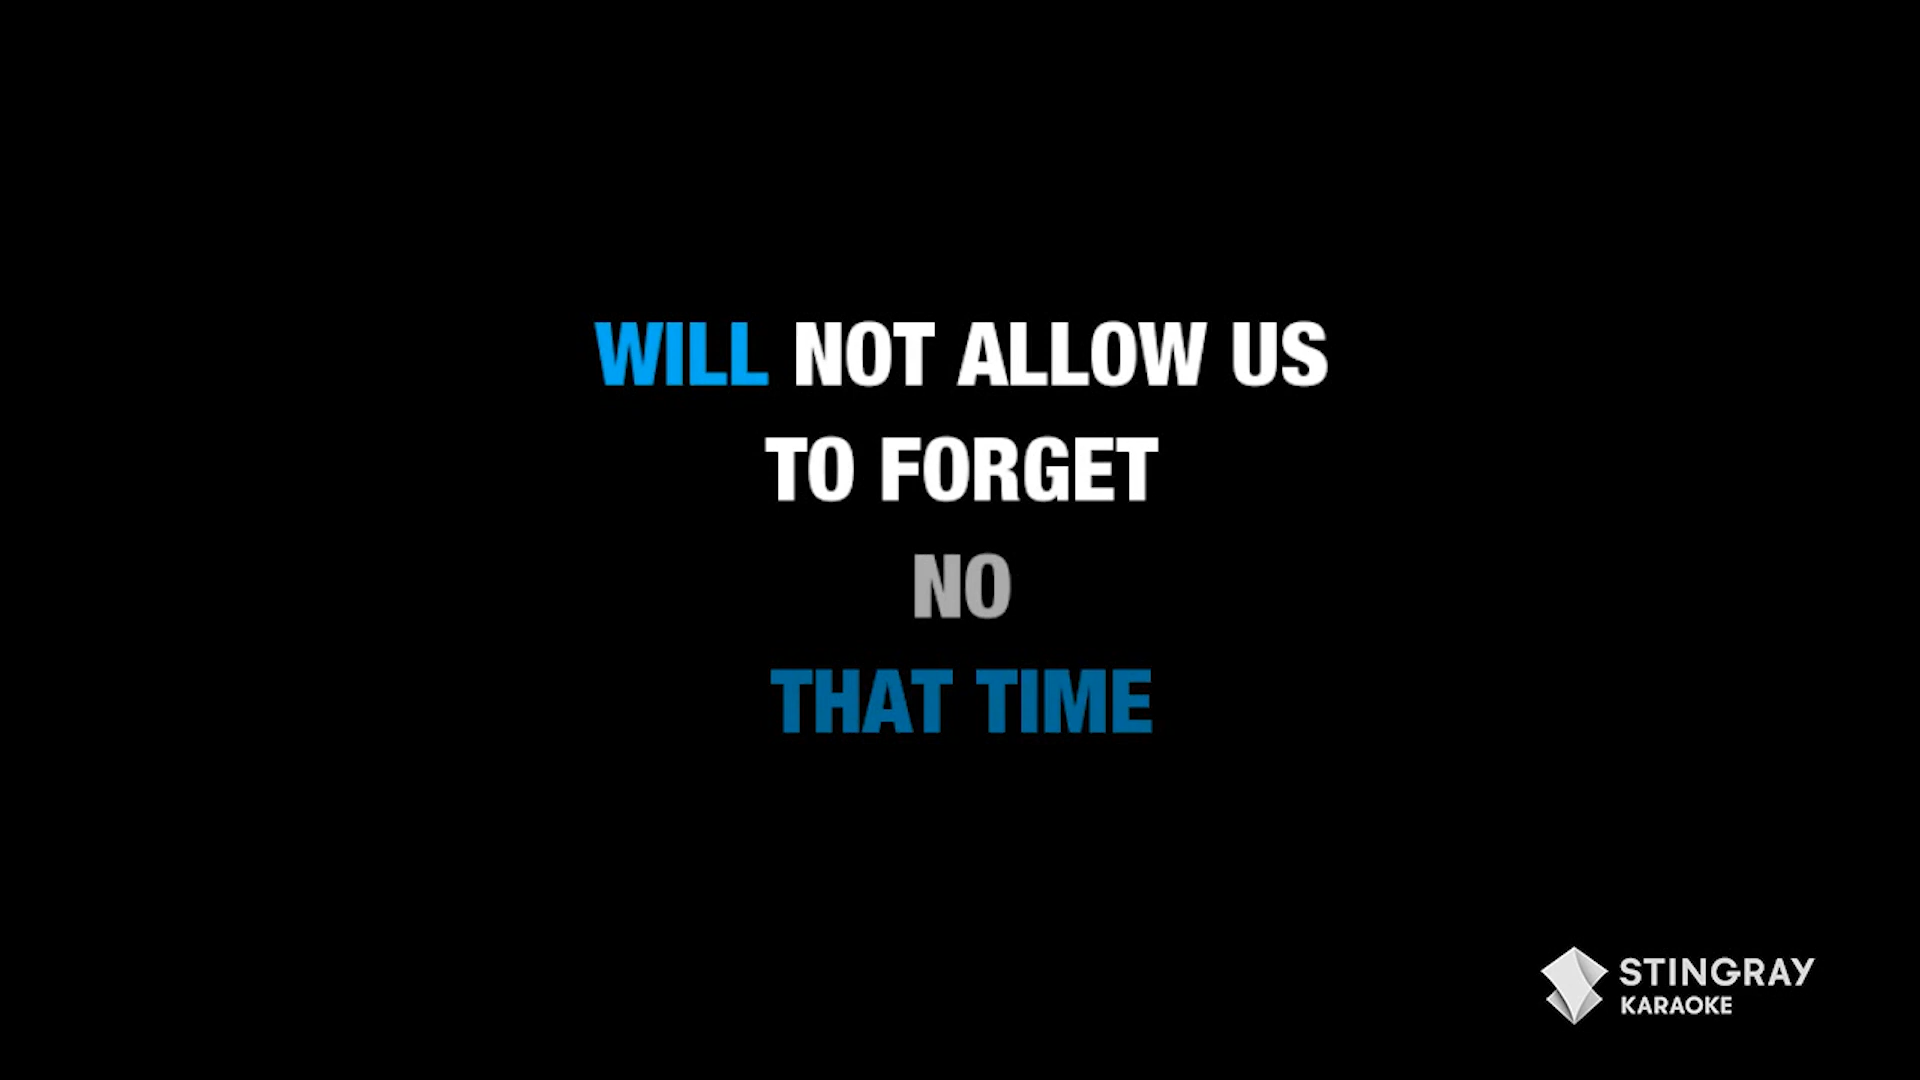 WILL NOT ALLOW US
TO FORGET
NO
THAT TIME
STINGRAY
KARAOKE